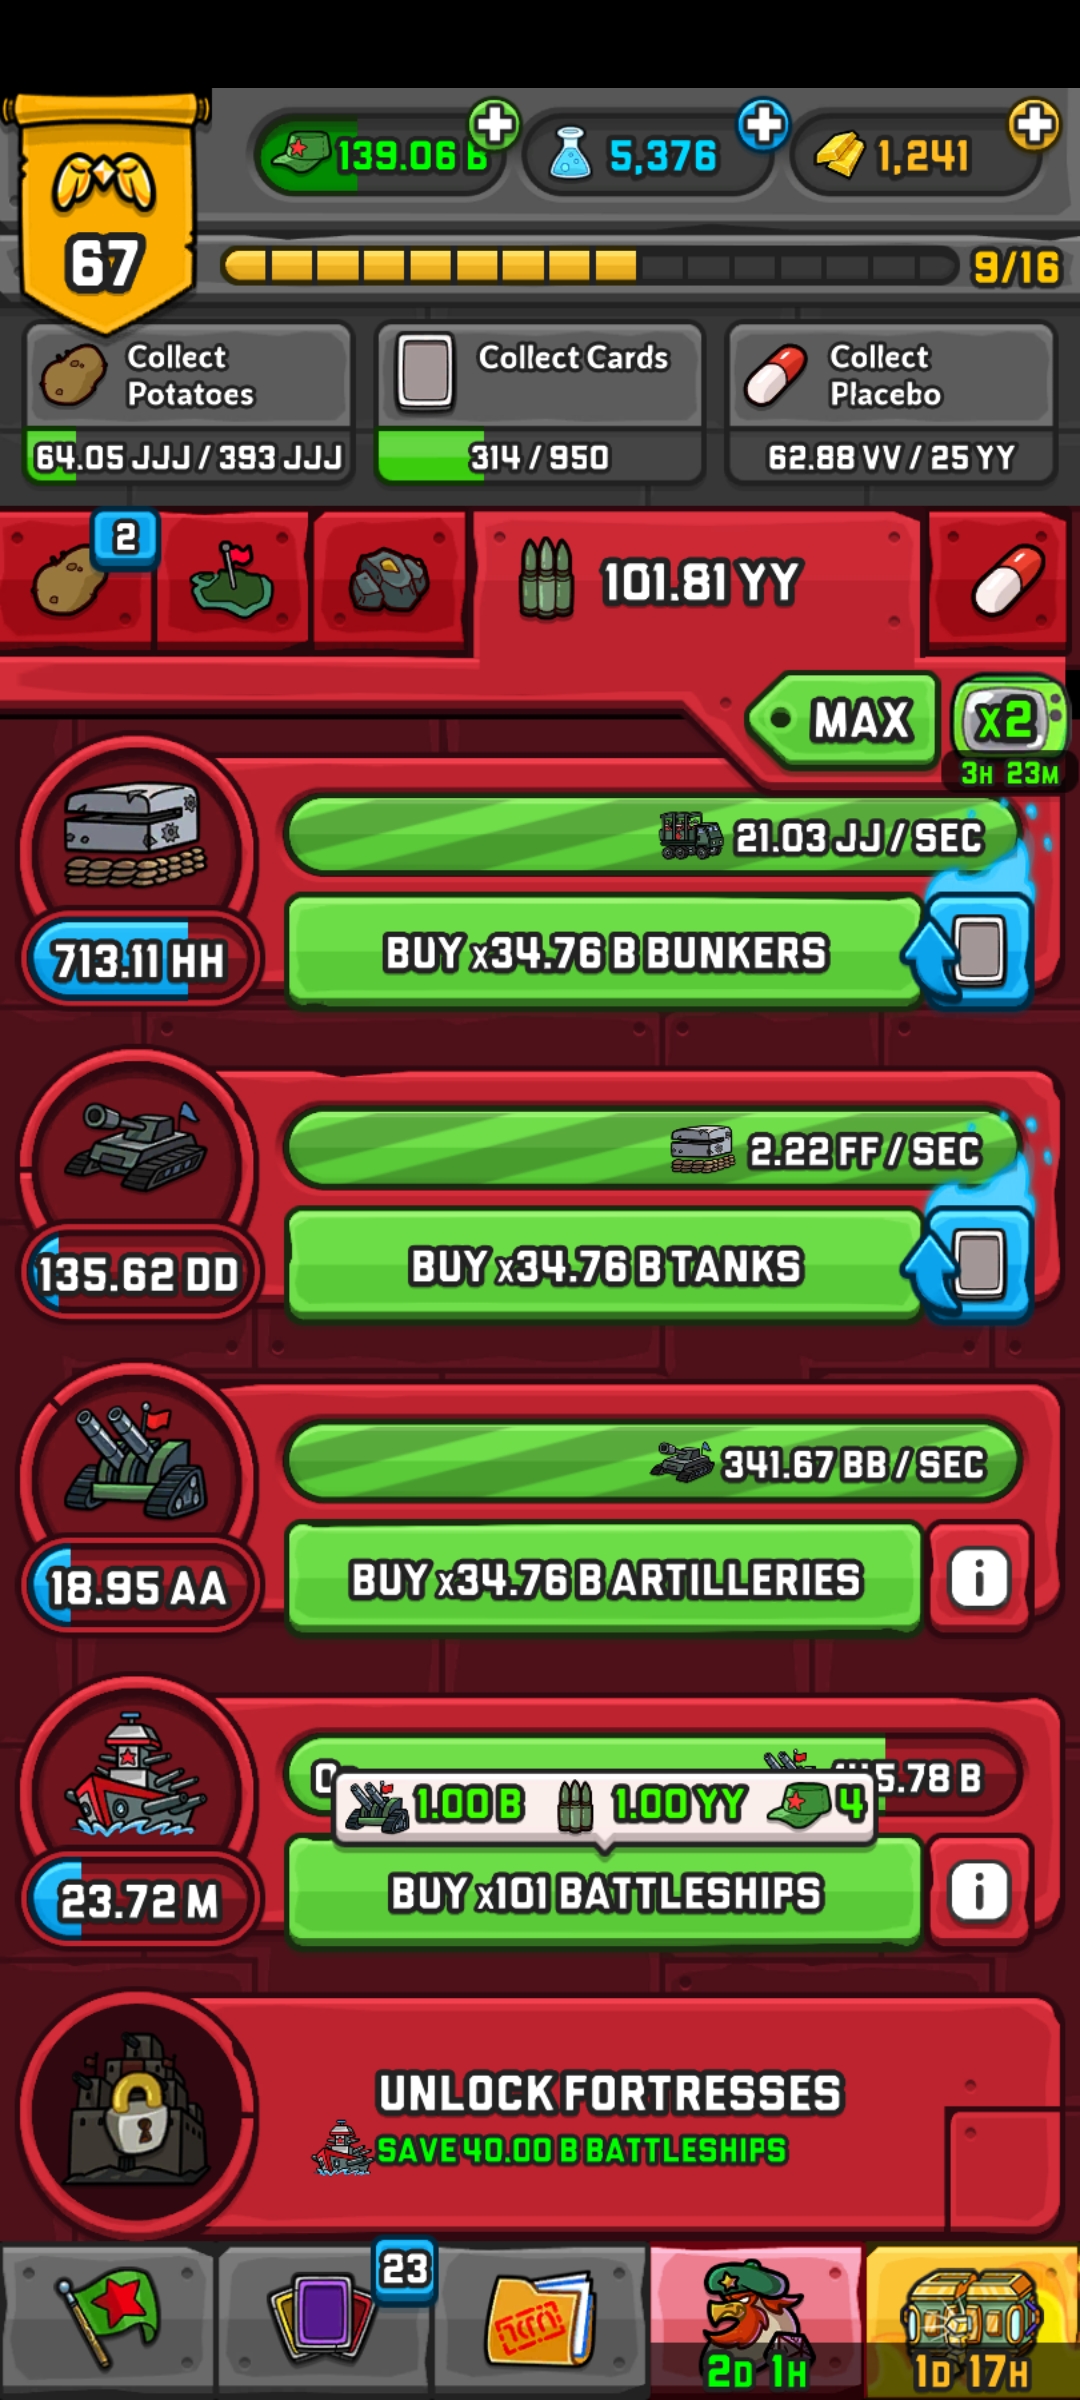 139.06 B
5,376
1,241
67
9/16
Collect
Potatoes
64.05 JJJ / 393 JJJ
Collect Cards
314 / 950
Collect
Placebo
62.88 VV / 25 YY
2
101.81 YY
MAX
x2
3H 23M
21.03 JJ / SEC
713.11 HH
BUY x34.76 B BUNKERS
2.22 FF / SEC
135.62 DD
BUY x34.76 B TANKS
341.67 BB / SEC
18.95 AA
BUY x34.76 B ARTILLERIES
i
5.78 B
1.00 B
1.00 YY
4
23.72 M
BUY x101 BATTLESHIPS
i
UNLOCK FORTRESSES
SAVE 40.00 B BATTLESHIPS
23
2D 1H
1D 17H